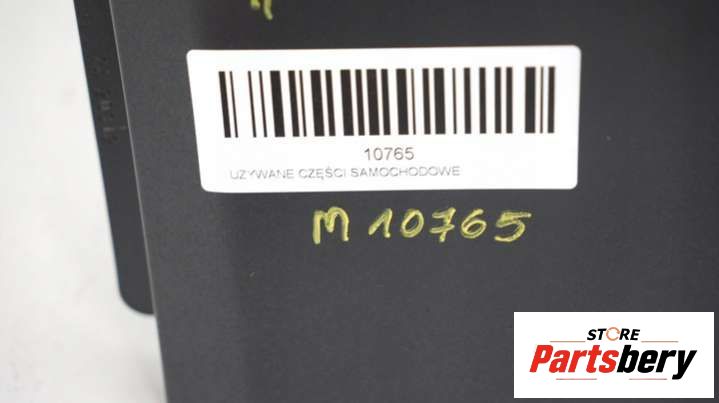 10765
UŻYWANE CZĘŚCI SAMOCHODOWE
M 10765
STORE
Partsbery